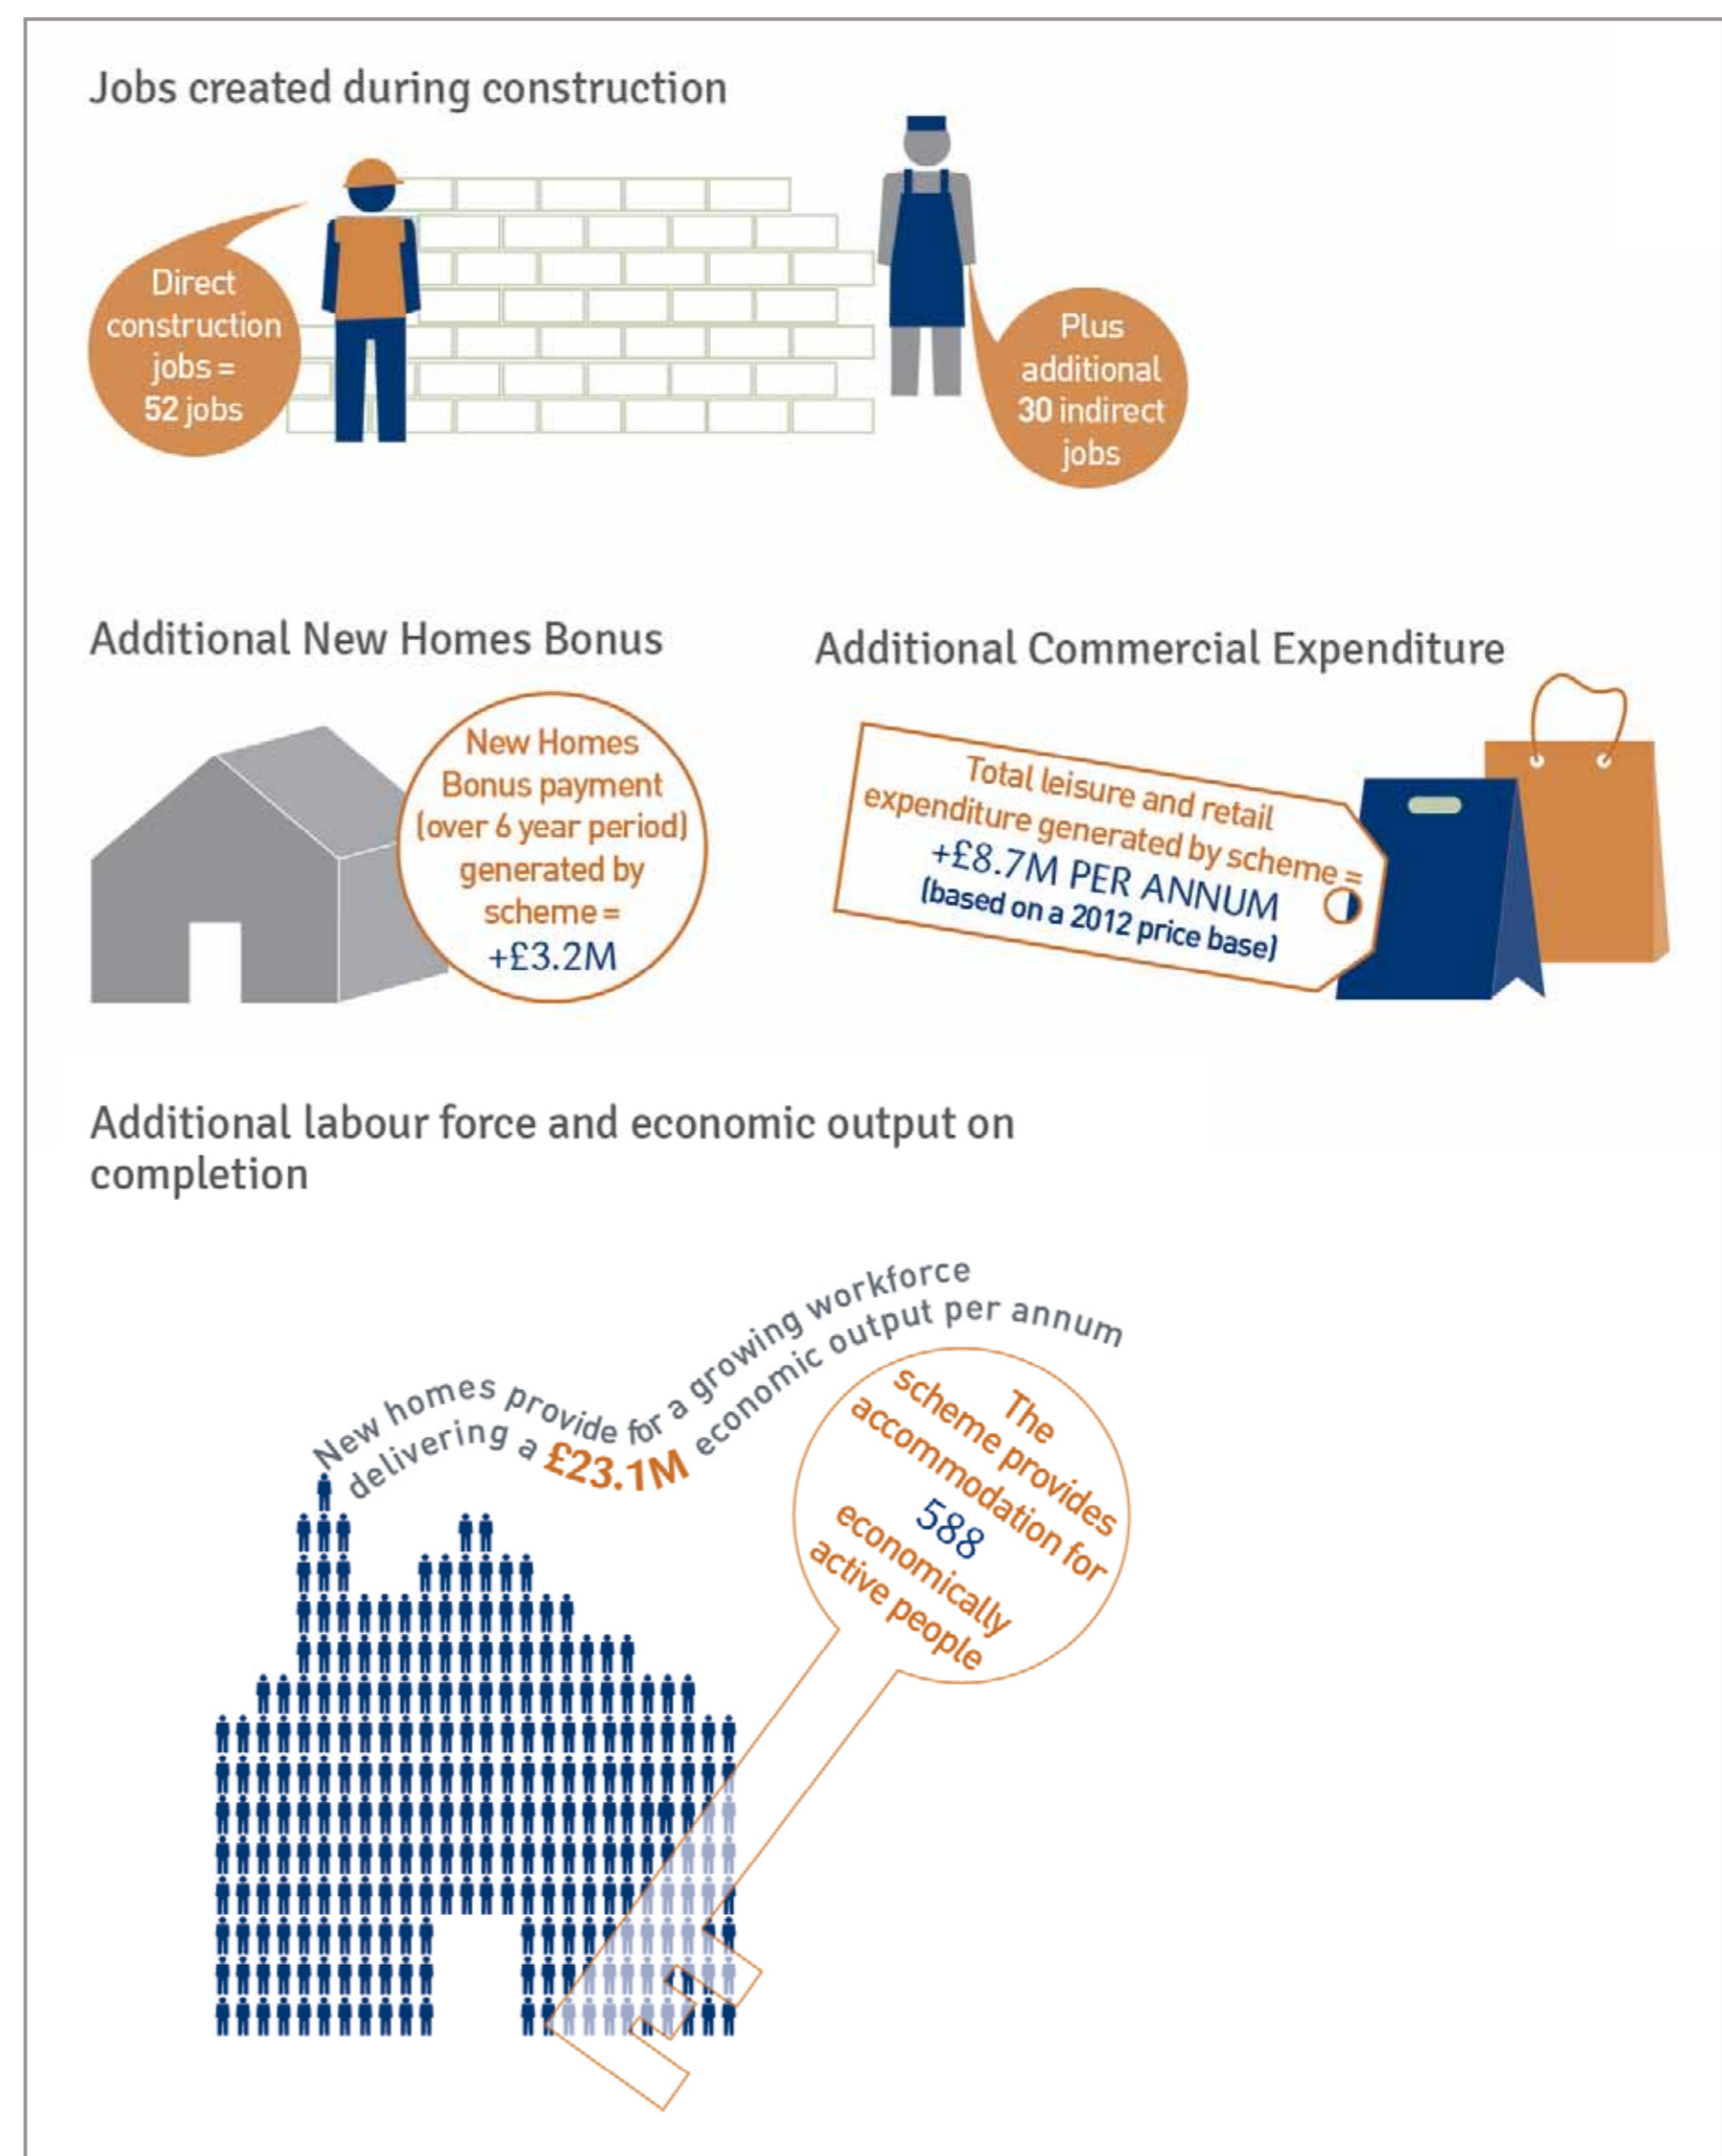 Jobs created during construction
Direct
construction
jobs =
52 jobs
Plus
additional
30 indirect
jobs
Additional New Homes Bonus
New Homes
Bonus payment
(over 6 year period)
generated by
scheme =
+£3.2M
Additional Commercial Expenditure
Total leisure and retail
expenditure generated by scheme =
+£8.7M PER ANNUM
(based on a 2012 price base)
Additional labour force and economic output on
completion
New homes provide for a growing workforce
delivering a £23.1M economic output per annum
The
scheme provides
accommodation for
588
economically
active people